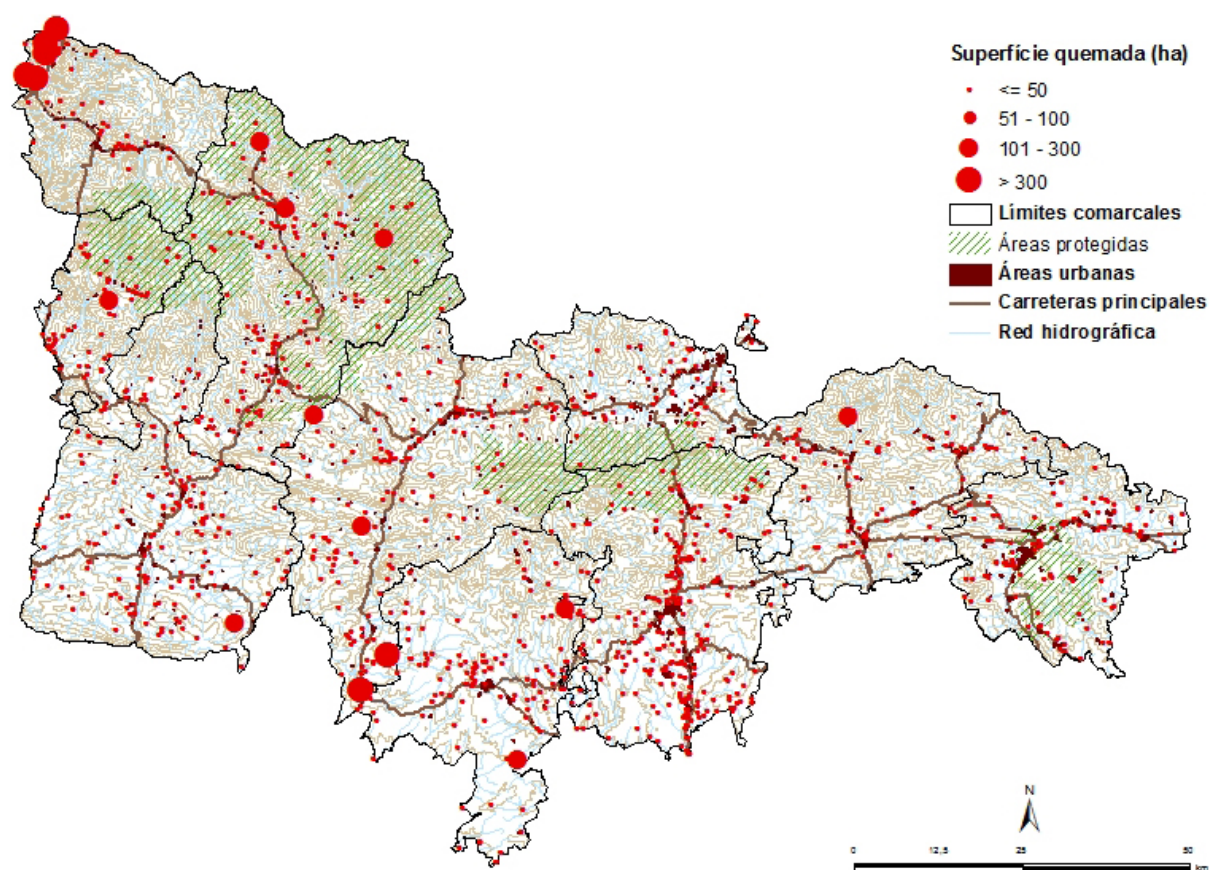 Superfície quemada (ha)
<= 50
51 - 100
101 - 300
> 300
Límites comarcales
Áreas protegidas
Áreas urbanas
Carreteras principales
Red hidrográfica
N
0 12,5 25 50
km